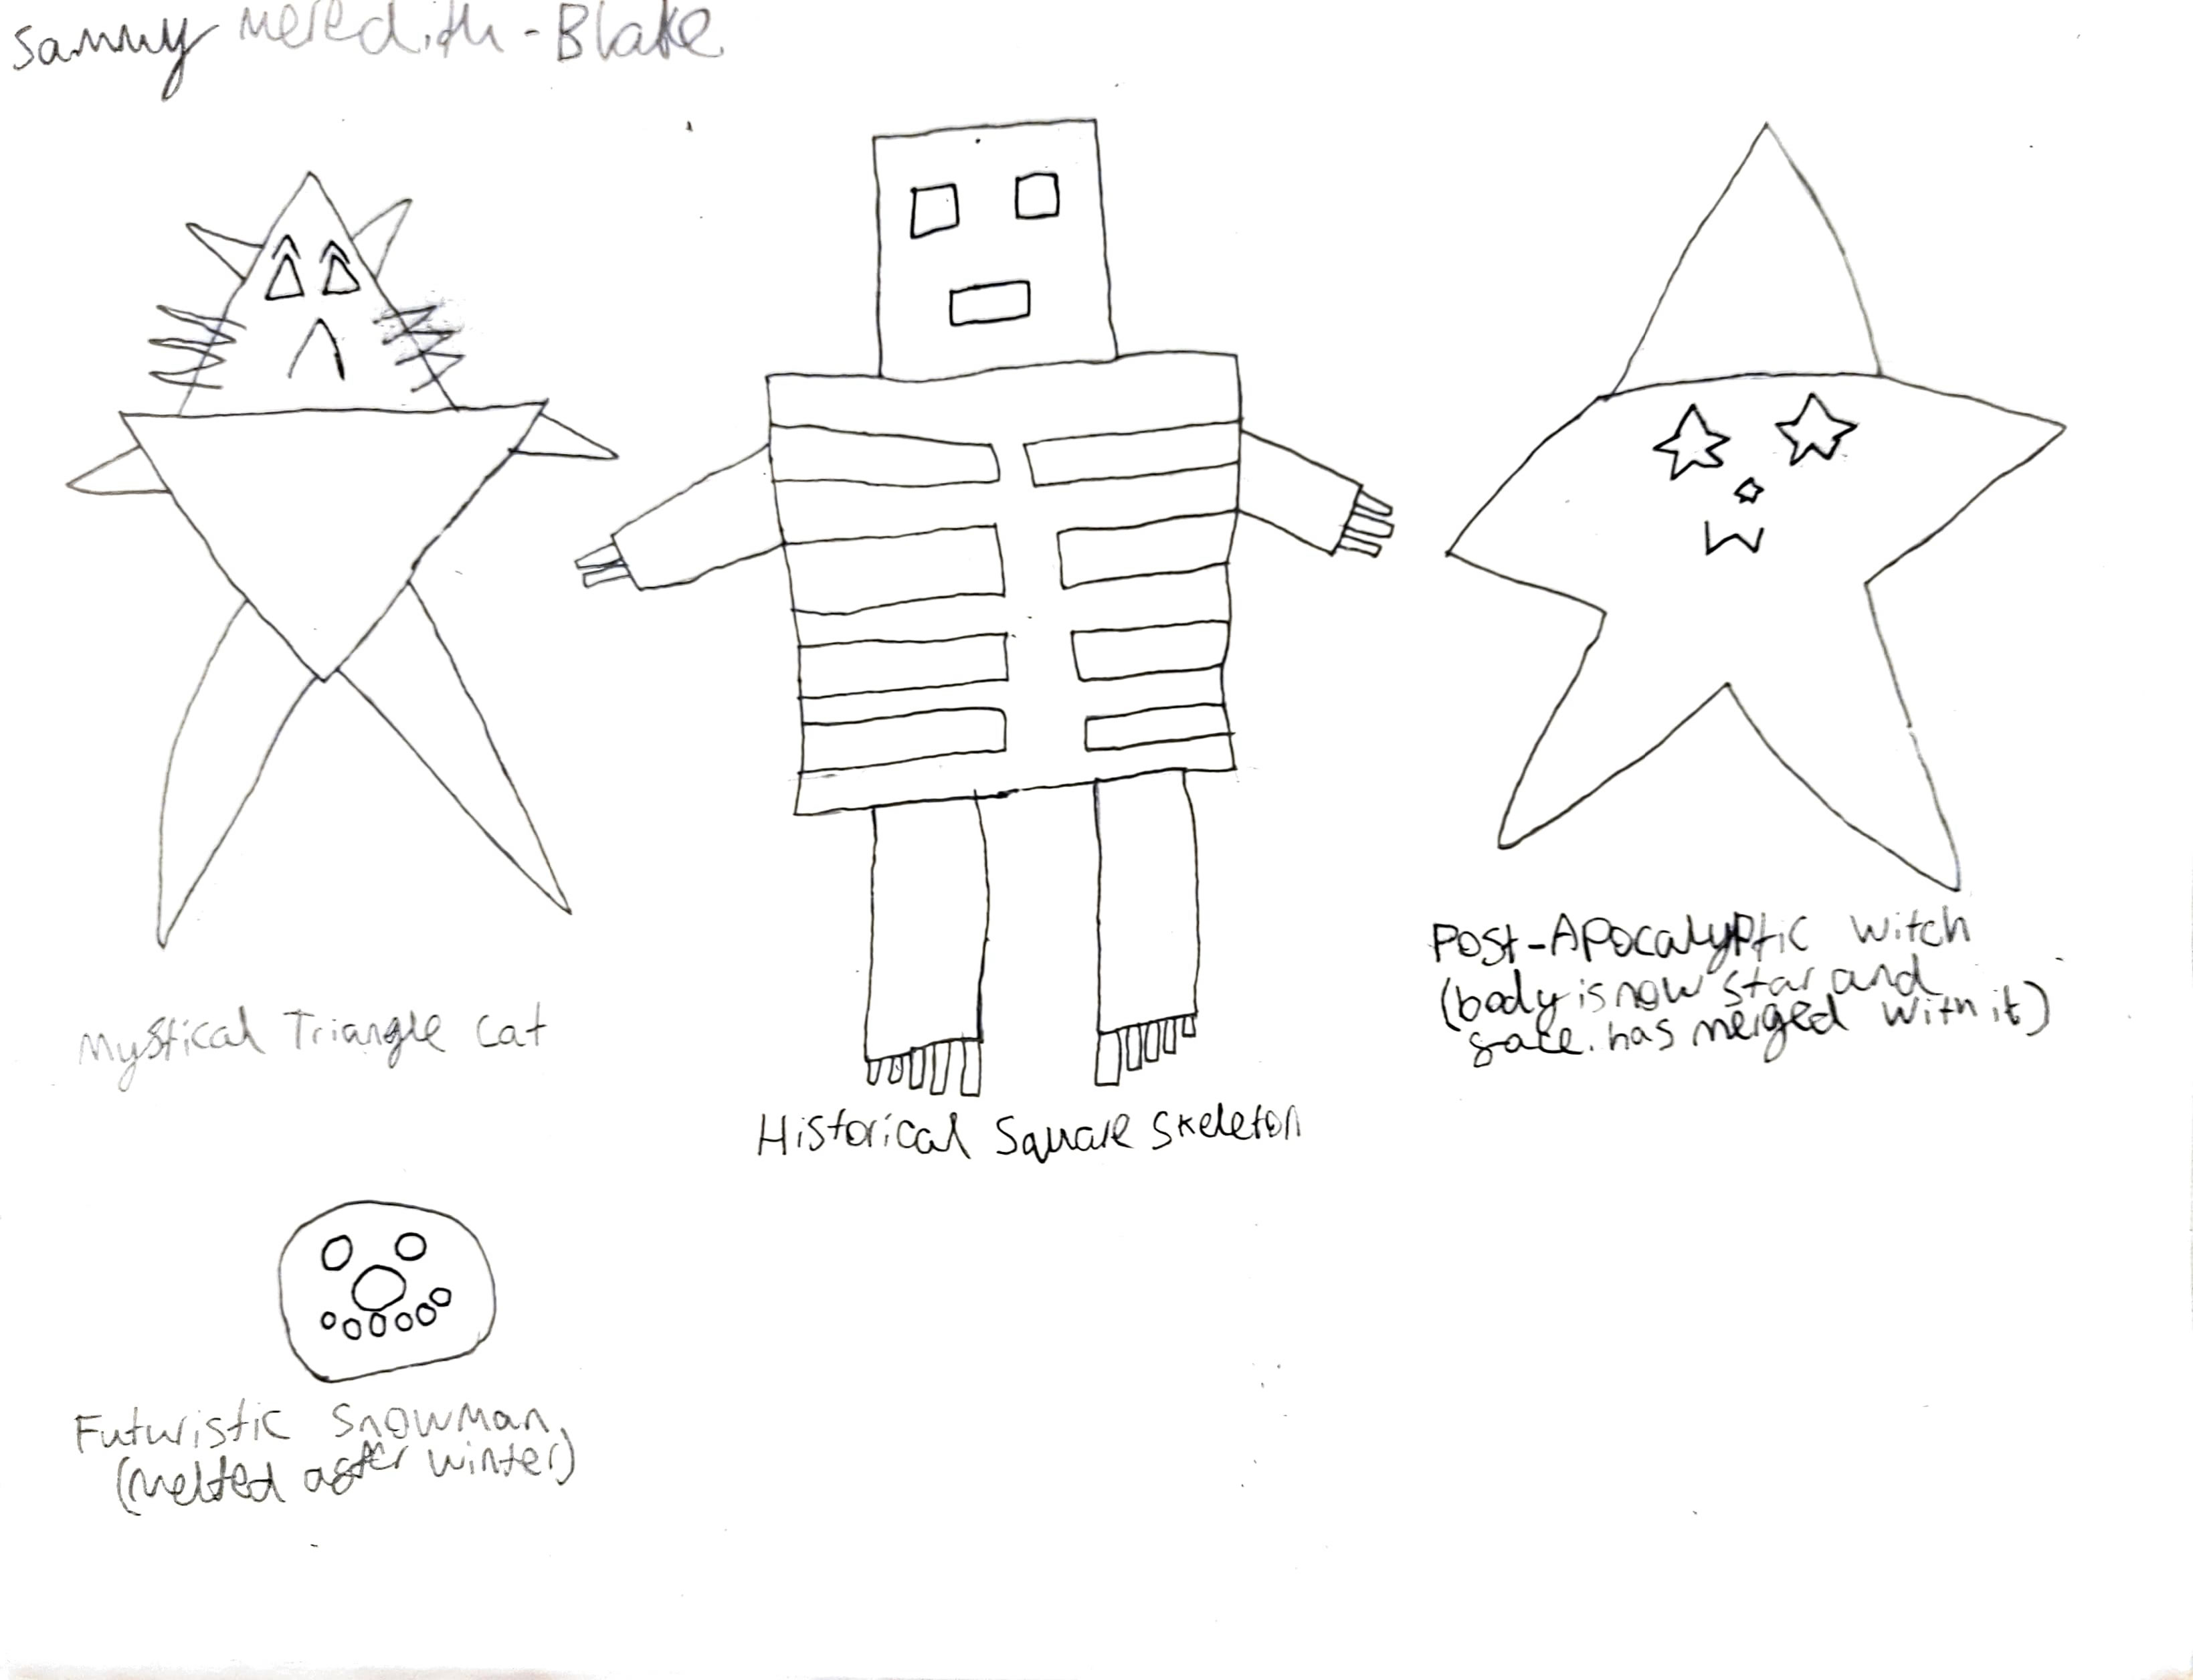 Sammy Meredith-Blake
Mystical Triangle Cat
Historical Square Skeleton
Post-Apocalyptic Witch
(body is now star and
face has merged with it)
Futuristic Snowman
(Melted after winter)